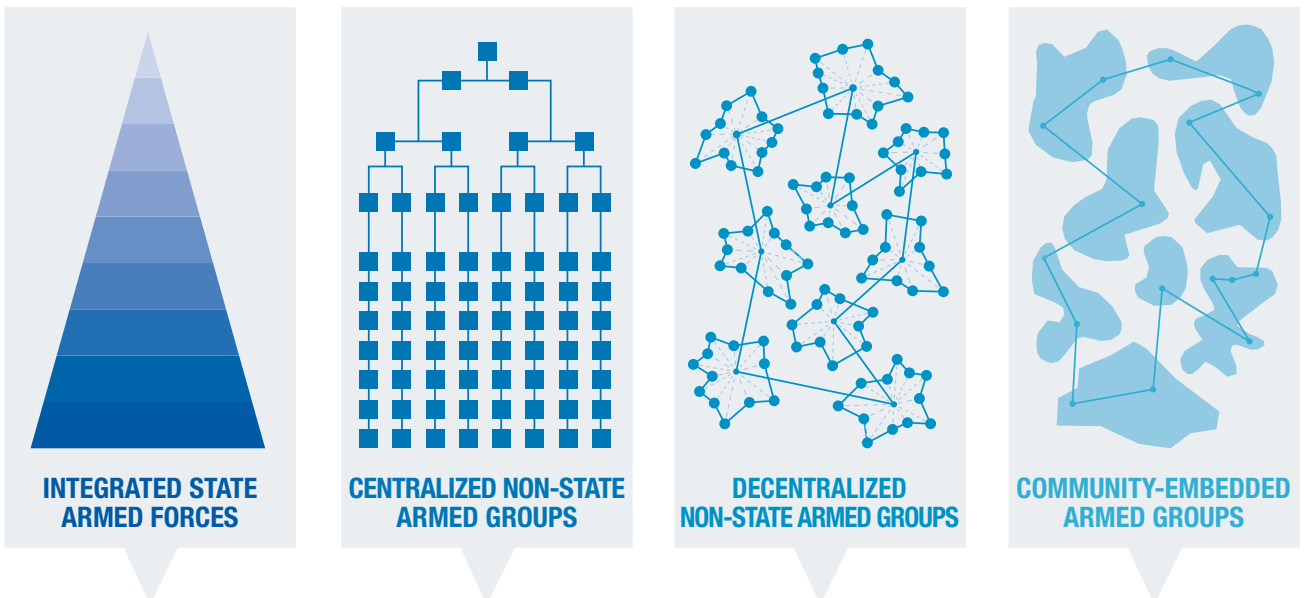 INTEGRATED STATE
ARMED FORCES
CENTRALIZED NON-STATE
ARMED GROUPS
DECENTRALIZED
NON-STATE ARMED GROUPS
COMMUNITY-EMBEDDED
ARMED GROUPS